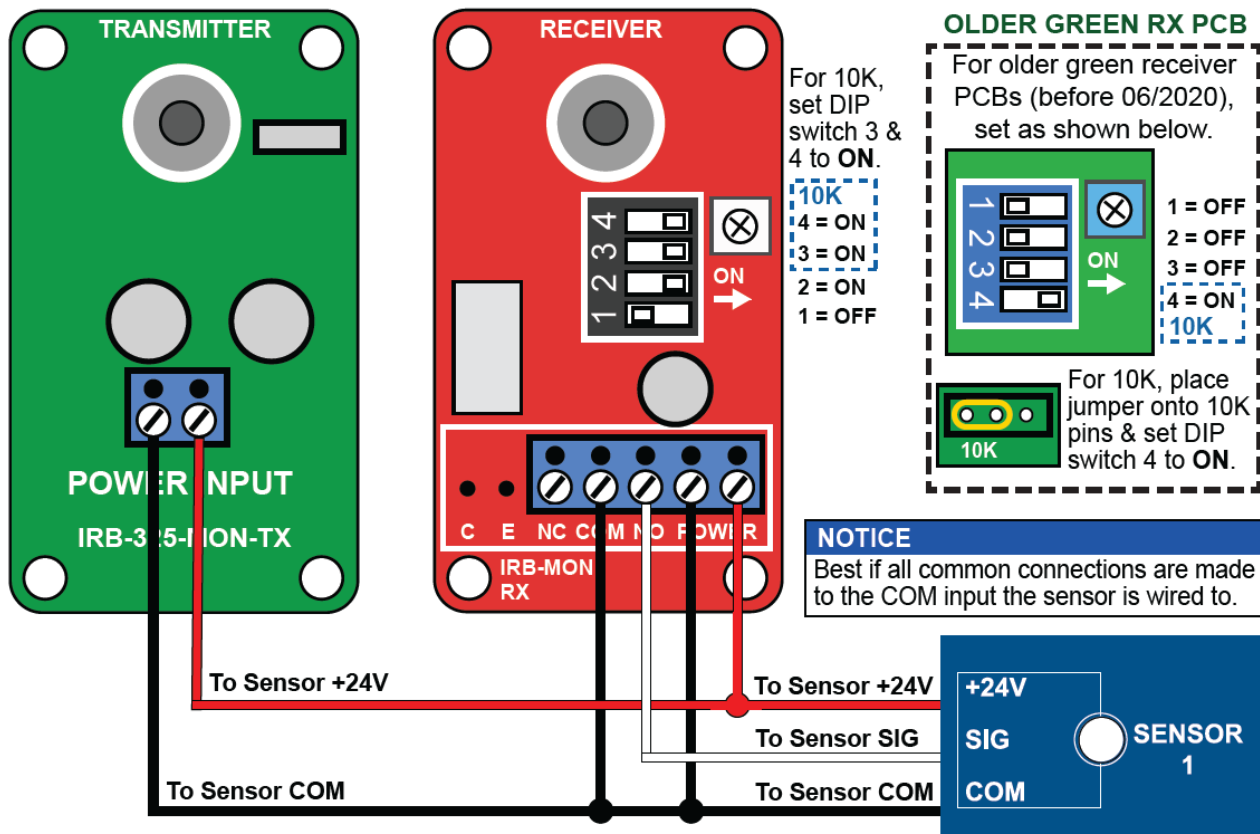 TRANSMITTER
POWER INPUT
IRB-325-MON-TX
RECEIVER
4
3
2
1
ON
For 10K,
set DIP
switch 3 &
4 to ON.
10K
4 = ON
3 = ON
2 = ON
1 = OFF
C E NC COM NO POWER
IRB-MON
RX
OLDER GREEN RX PCB
For older green receiver
PCBs (before 06/2020),
set as shown below.
1
2
3
4
ON
1 = OFF
2 = OFF
3 = OFF
4 = ON
10K
10K
For 10K, place
jumper onto 10K
pins & set DIP
switch 4 to ON.
NOTICE
Best if all common connections are made
to the COM input the sensor is wired to.
To Sensor +24V
To Sensor COM
To Sensor +24V
To Sensor SIG
To Sensor COM
+24V
SIG
COM
SENSOR
1